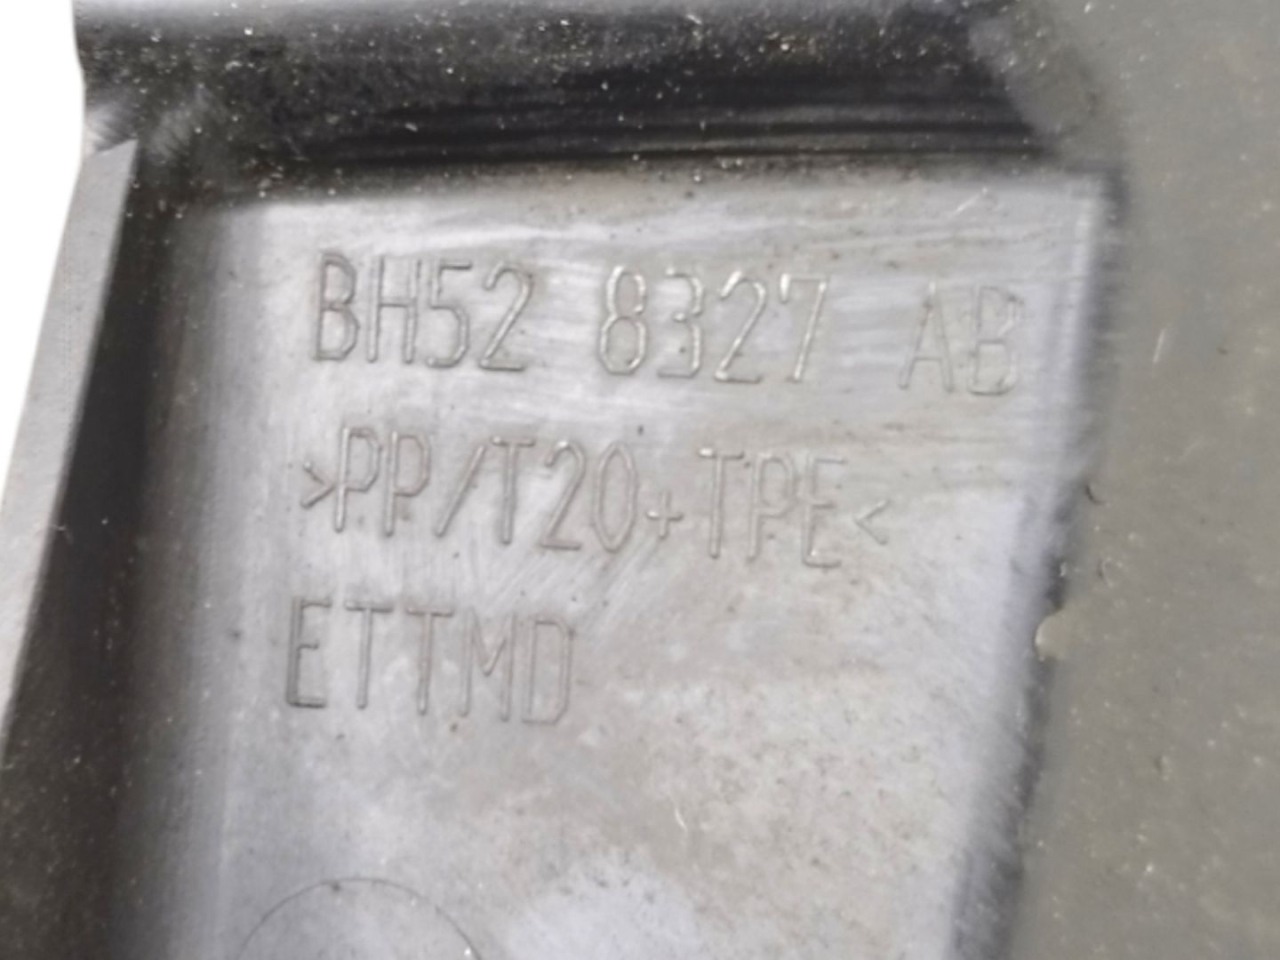 BH52 8327 AB
>PP/T20+TPE<
ETTMD